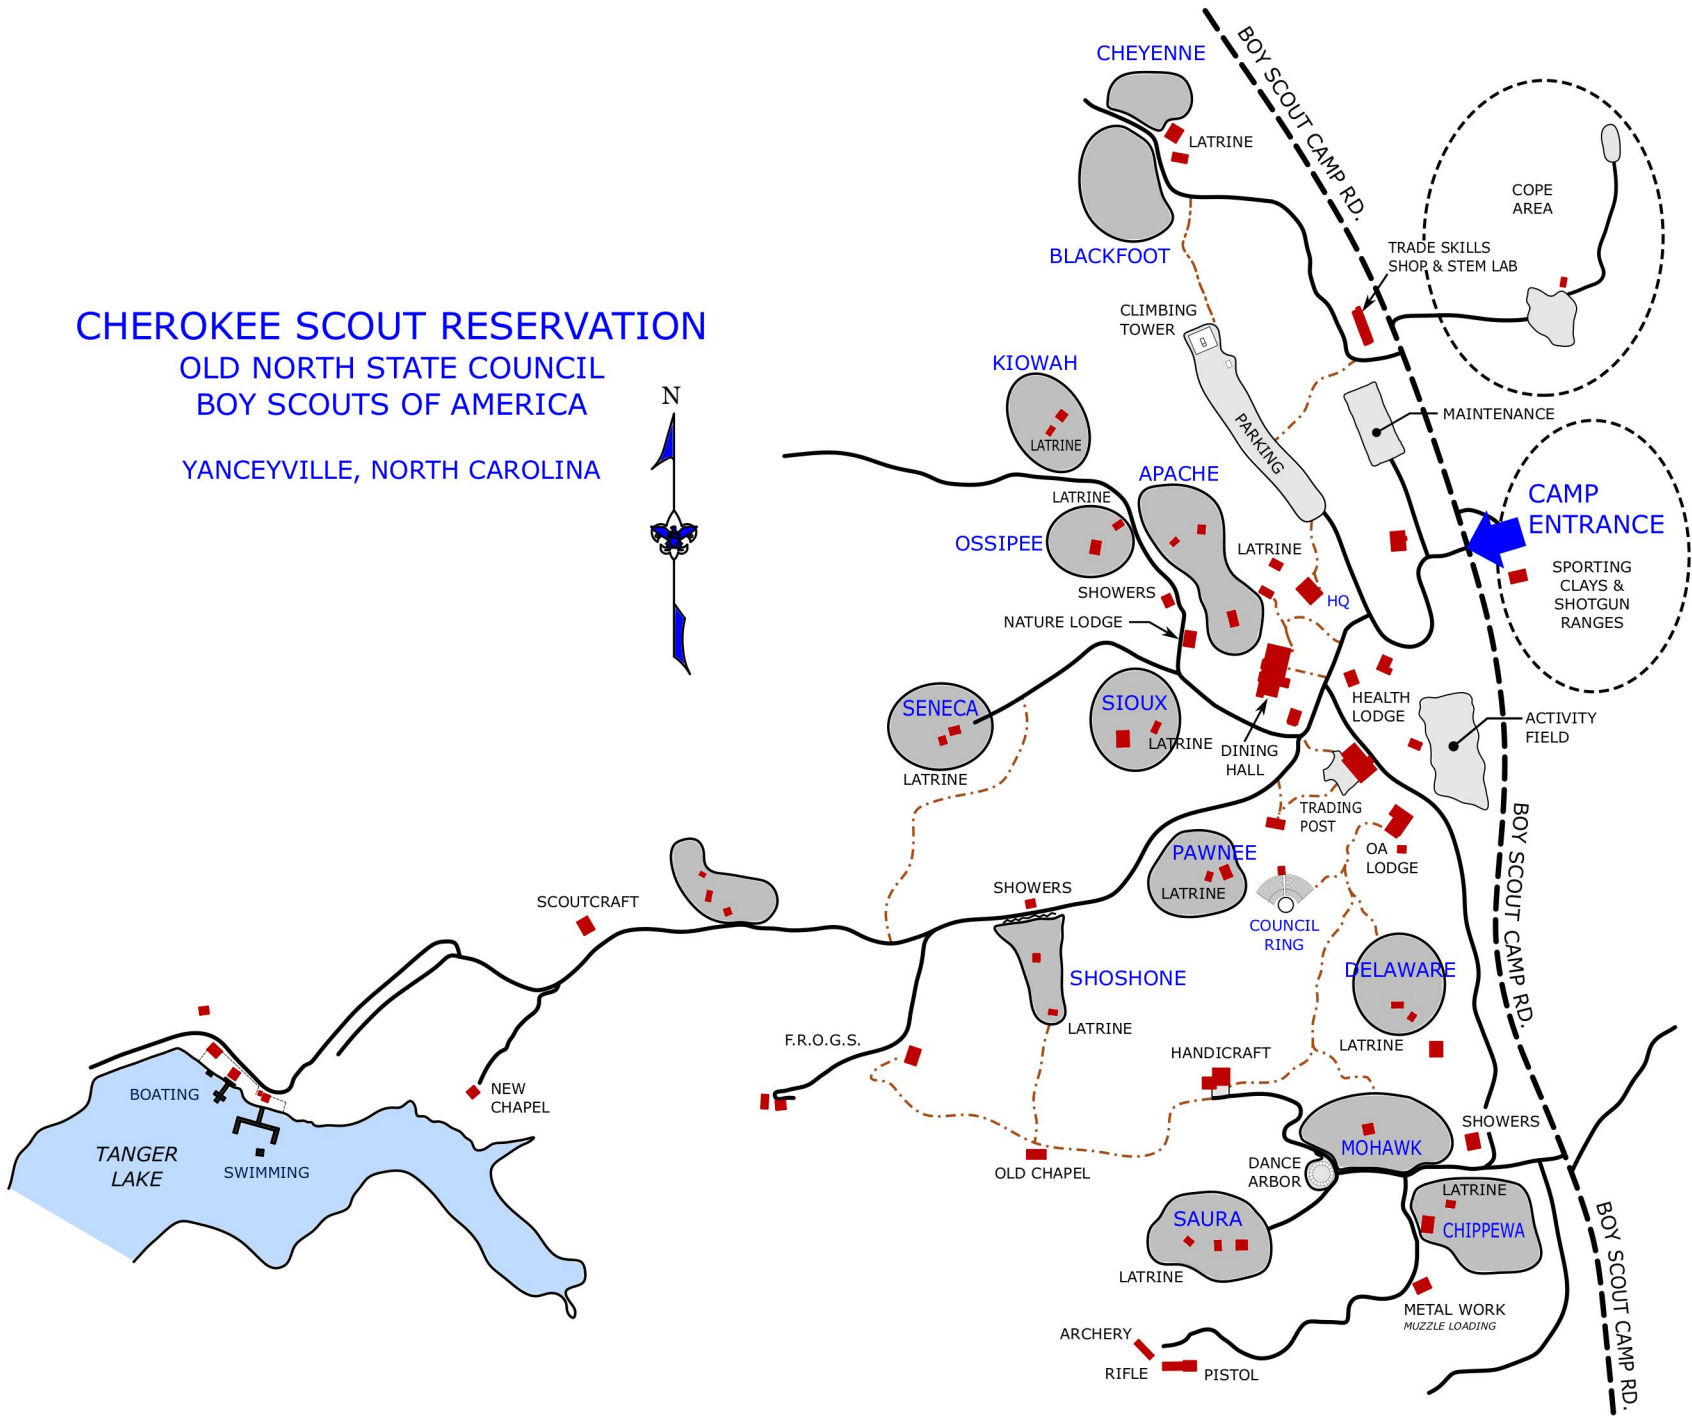 CHEROKEE SCOUT RESERVATION
OLD NORTH STATE COUNCIL
BOY SCOUTS OF AMERICA
YANCEYVILLE, NORTH CAROLINA
N
CHEYENNE
LATRINE
BLACKFOOT
BOY SCOUT CAMP RD.
COPE
AREA
TRADE SKILLS
SHOP & STEM LAB
CLIMBING
TOWER
PARKING
MAINTENANCE
KIOWAH
LATRINE
APACHE
LATRINE
OSSIPEE
SHOWERS
NATURE LODGE
LATRINE
HQ
CAMP
ENTRANCE
SPORTING
CLAYS &
SHOTGUN
RANGES
SENECA
LATRINE
SIOUX
LATRINE
DINING
HALL
HEALTH
LODGE
ACTIVITY
FIELD
TRADING
POST
OA
LODGE
BOY SCOUT CAMP RD.
PAWNEE
LATRINE
COUNCIL
RING
SHOWERS
SCOUTCRAFT
SHOSHONE
LATRINE
DELAWARE
LATRINE
F.R.O.G.S.
HANDICRAFT
NEW
CHAPEL
BOATING
TANGER
LAKE
SWIMMING
OLD CHAPEL
MOHAWK
SHOWERS
DANCE
ARBOR
SAURA
LATRINE
LATRINE
CHIPPEWA
METAL WORK
MUZZLE LOADING
ARCHERY
RIFLE
PISTOL
BOY SCOUT CAMP RD.